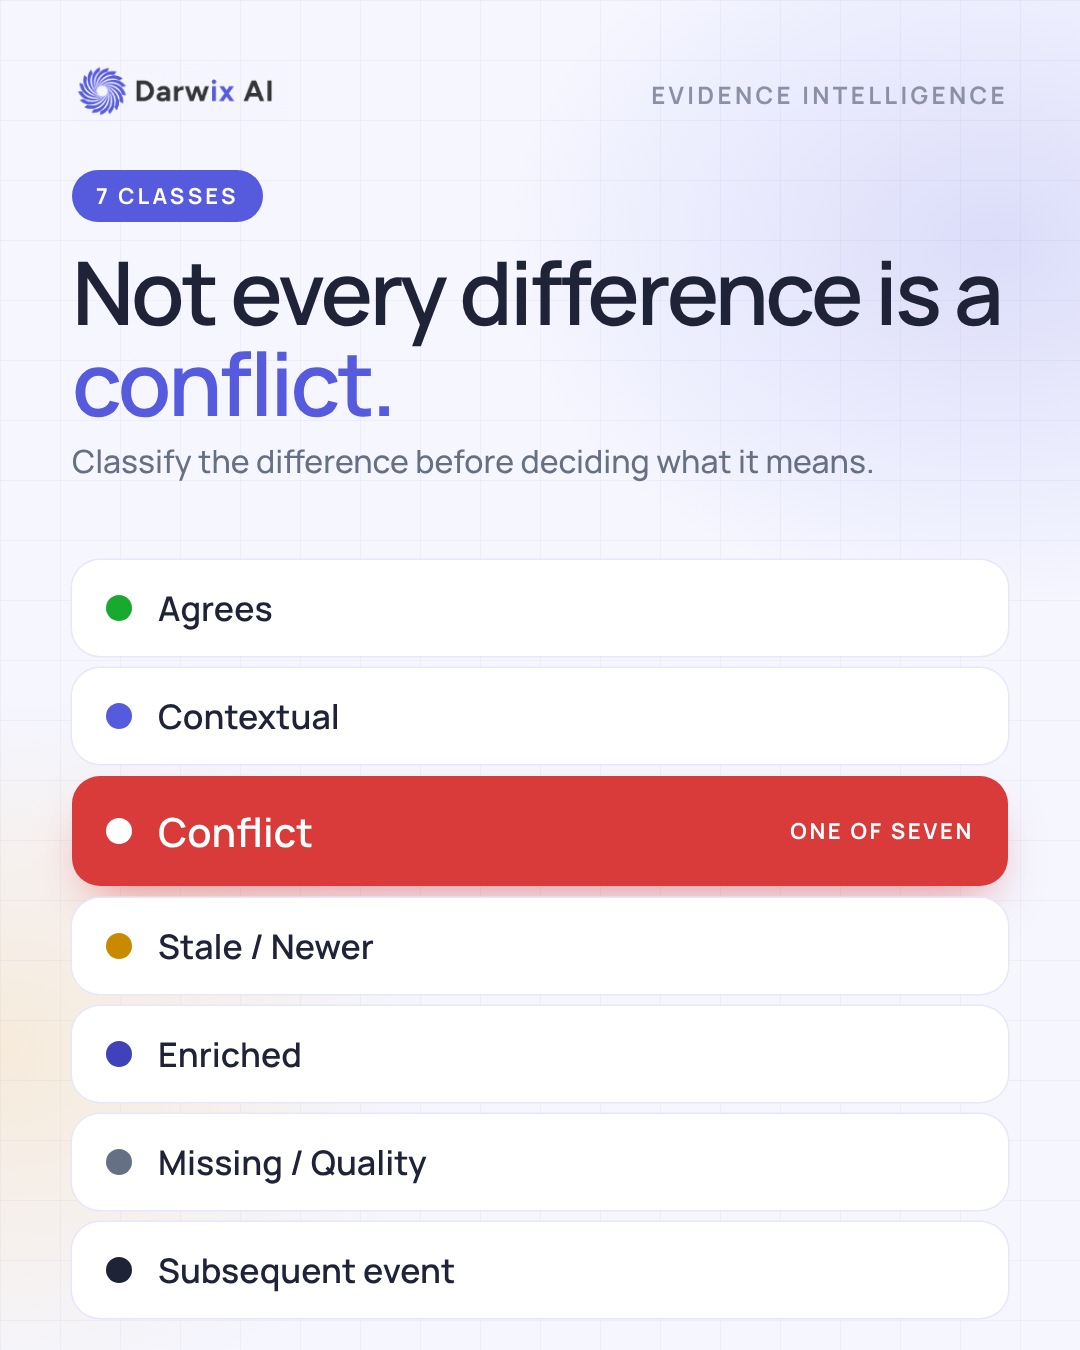 Darwix AI
EVIDENCE INTELLIGENCE
7 CLASSES
Not every difference is a
conflict.
Classify the difference before deciding what it means.
Agrees
Contextual
Conflict
ONE OF SEVEN
Stale / Newer
Enriched
Missing / Quality
Subsequent event